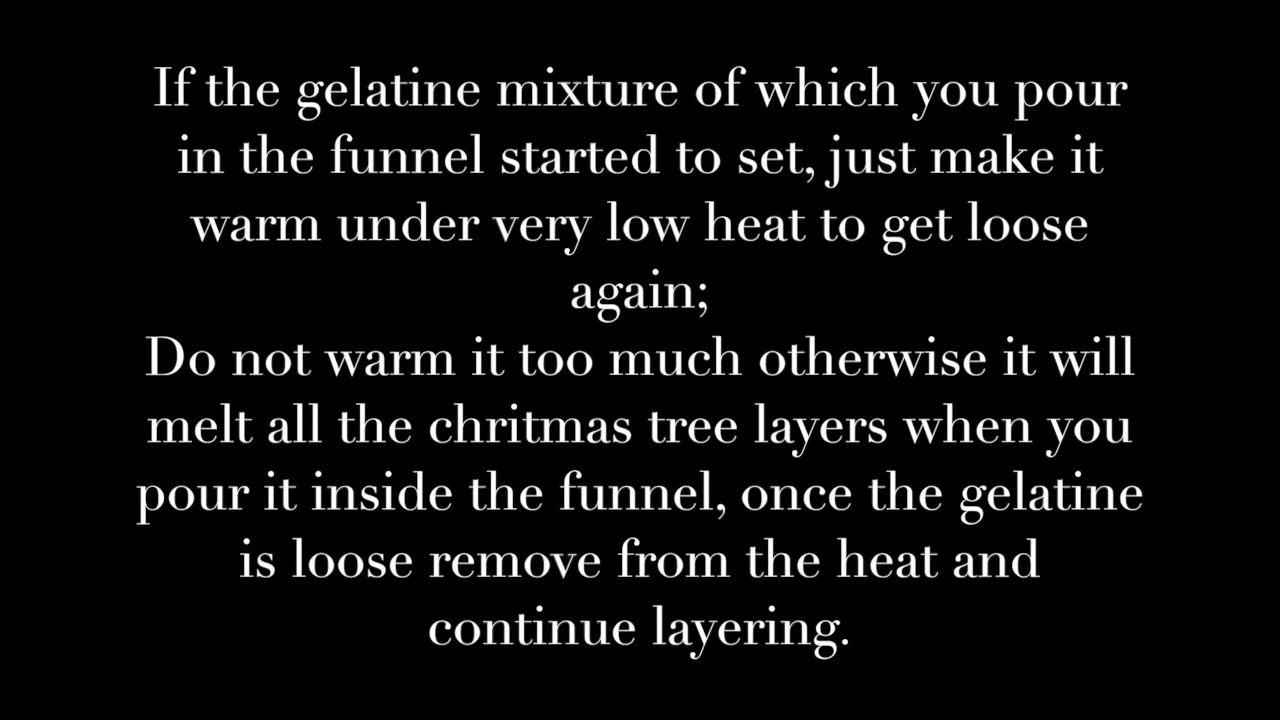 If the gelatine mixture of which you pour
in the funnel started to set, just make it
warm under very low heat to get loose
again;
Do not warm it too much otherwise it will
melt all the chritmas tree layers when you
pour it inside the funnel, once the gelatine
is loose remove from the heat and
continue layering.